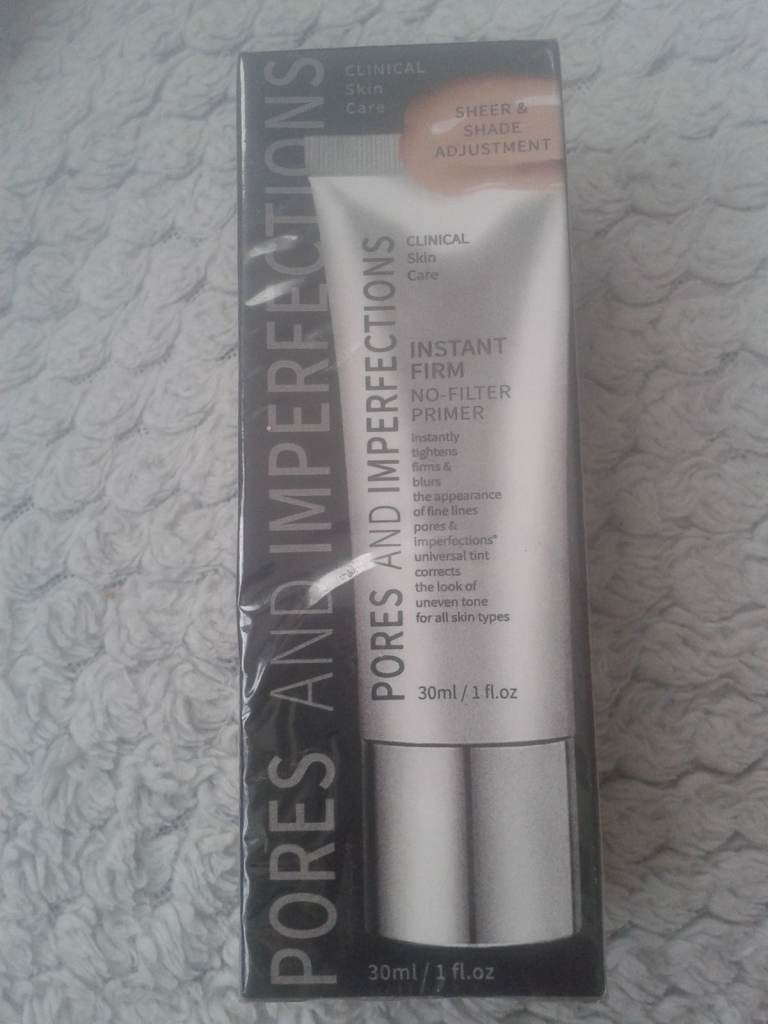 PORES AND IMPERFECTIONS
CLINICAL
Skin
Care
SHEER &
SHADE
ADJUSTMENT
PORES AND IMPERFECTIONS
CLINICAL
Skin
Care
INSTANT
FIRM
NO-FILTER
PRIMER
instantly
tightens
firms &
blurs
the appearance
of fine lines
pores &
imperfections*
universal tint
corrects
the look of
uneven tone
for all skin types
30ml / 1 fl.oz
30ml / 1 fl.oz